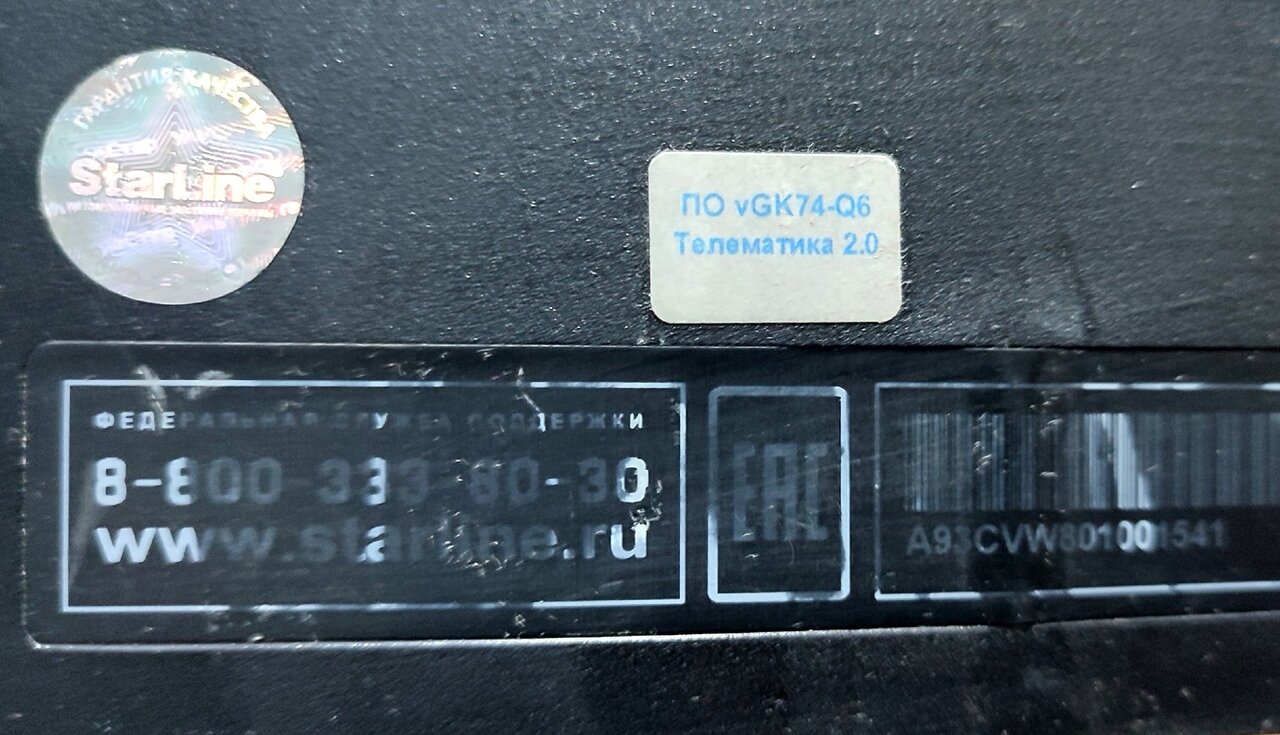 ГАРАНТИЯ КАЧЕСТВА
StarLine
ПО vGK74-Q6
Телематика 2.0
ФЕДЕРАЛЬНАЯ СЛУЖБА ПОДДЕРЖКИ
8-800 333-80-30
www.starline.ru
EAC
A93CVW801001541